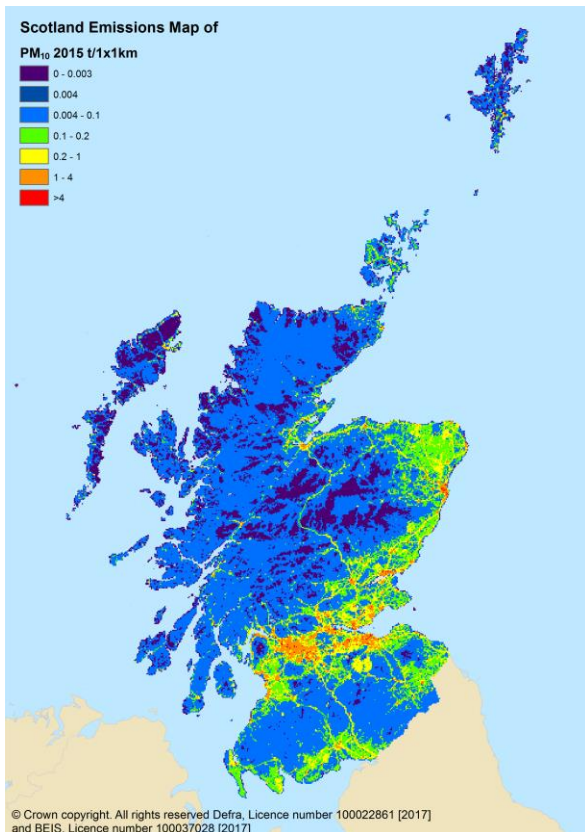 Scotland Emissions Map of
PM₁₀ 2015 t/1x1km
0 - 0.003
0.004
0.004 - 0.1
0.1 - 0.2
0.2 - 1
1 - 4
>4
© Crown copyright. All rights reserved Defra, Licence number 100022861 [2017]
and BEIS, Licence number 100037028 [2017]